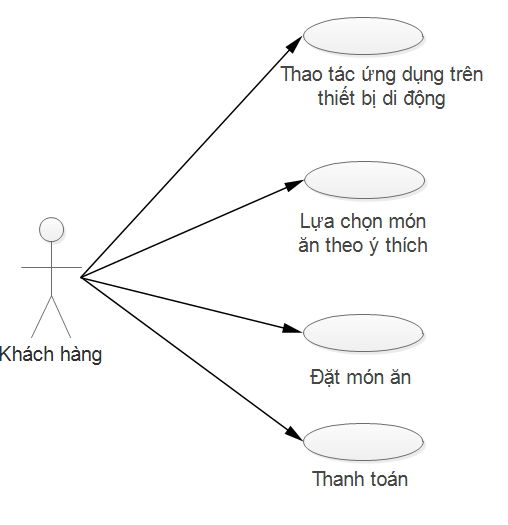 Thao tác ứng dụng trên
thiết bị di động
Lựa chọn món
ăn theo ý thích
Khách hàng
Đặt món ăn
Thanh toán